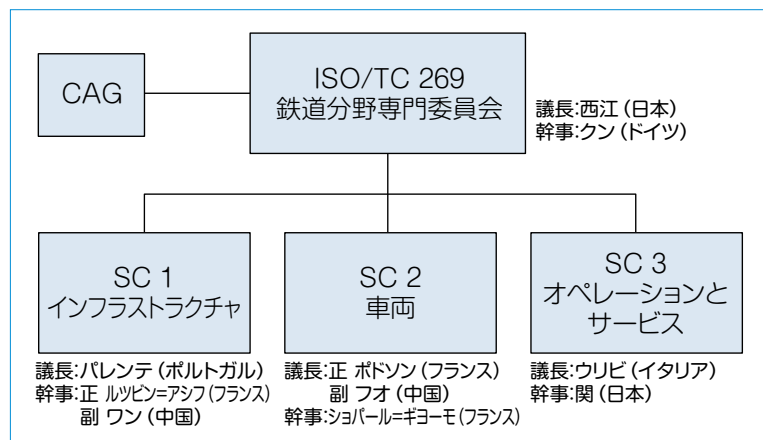 CAG
ISO/TC 269
鉄道分野専門委員会
議長:西江（日本）
幹事:クン（ドイツ）
SC 1
インフラストラクチャ
議長:パレンテ（ポルトガル）
幹事:正 ルツビン=アシフ（フランス）
副 ワン（中国）
SC 2
車両
議長:正 ポドソン（フランス）
副 フオ（中国）
幹事:ショパール=ギヨーモ（フランス）
SC 3
オペレーションと
サービス
議長:ウリビ（イタリア）
幹事:関（日本）